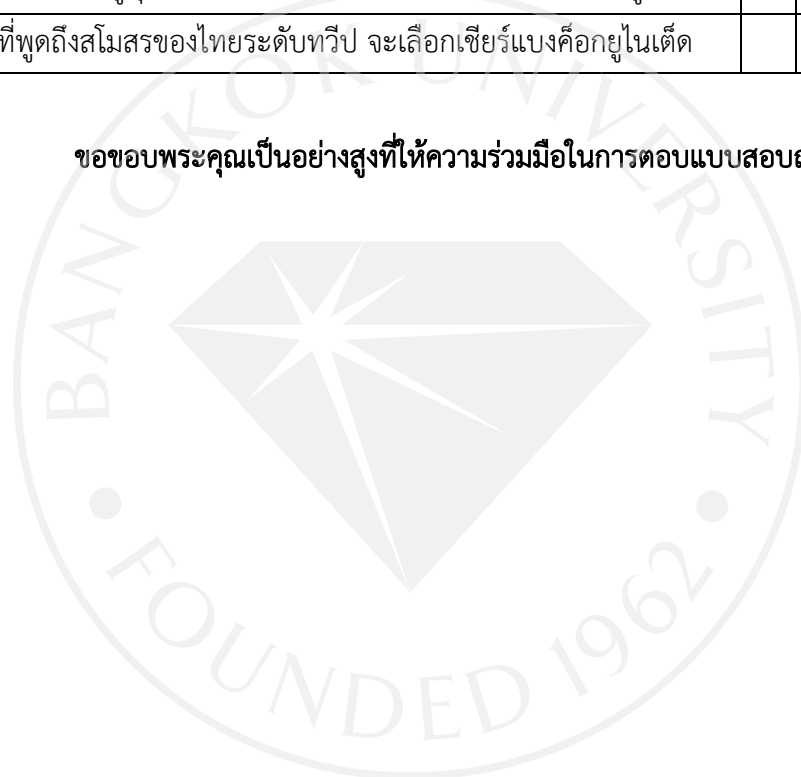 ที่พูดถึงสโมสรของไทยระดับทวีป จะเลือกเชียร์แบงค็อกยูไนเต็ด
ขอขอบพระคุณเป็นอย่างสูงที่ให้ความร่วมมือในการตอบแบบสอบ
BANGKOK UNIVERSITY
FOUNDED 1962